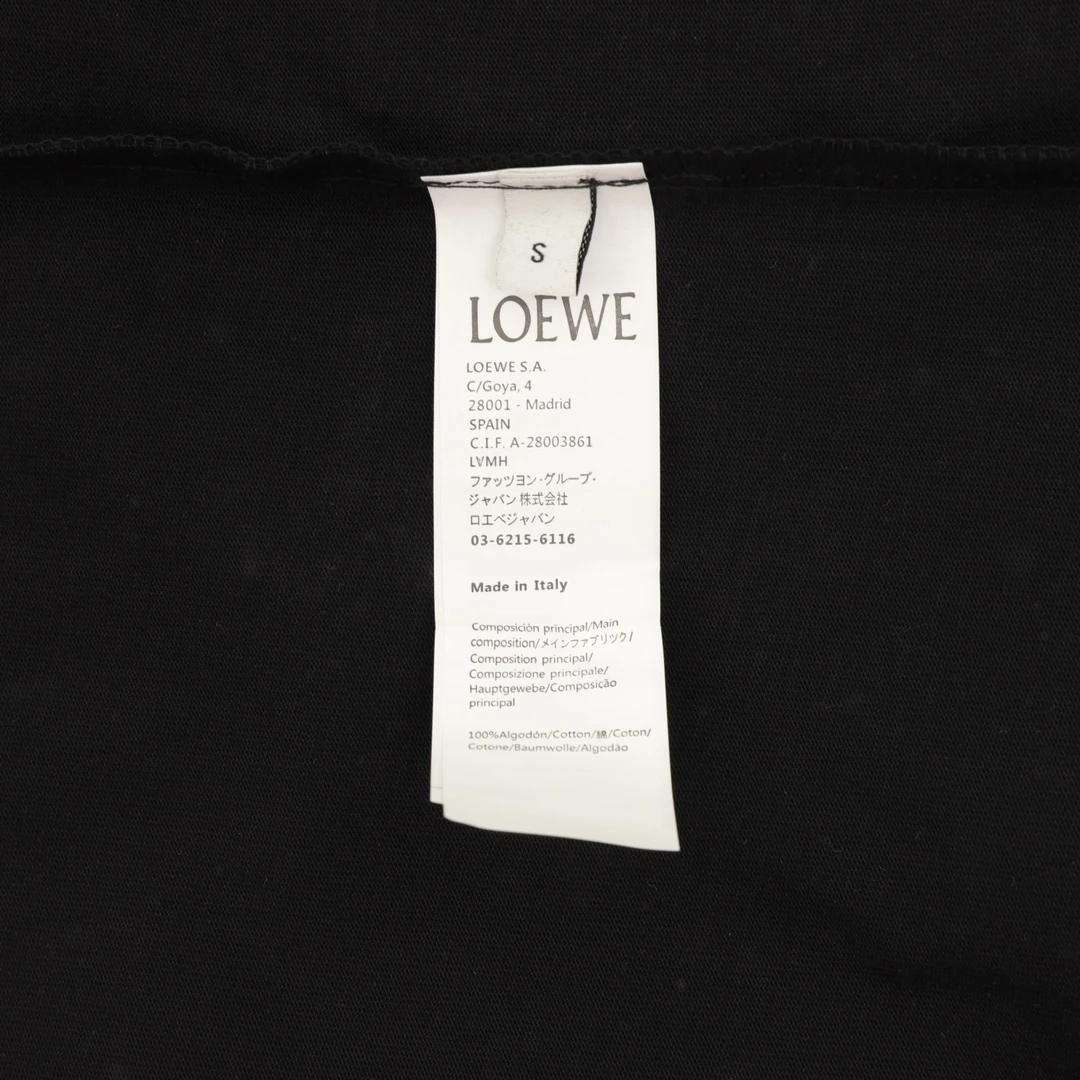 S
LOEWE
LOEWE S.A.
C/Goya, 4
28001 - Madrid
SPAIN
C.I.F. A-28003861
LVMH
ファッツヨン·グループ·
ジャパン 株式会社
ロエベジャパン
03-6215-6116
Made in Italy
Composición principal/Main
composition/メインファブリツク/
Composition principal/
Composizione principale/
Hauptgewebe/Composição
principal
100%Algodón/Cotton/綿/Coton/
Cotone/Baumwolle/Algodão